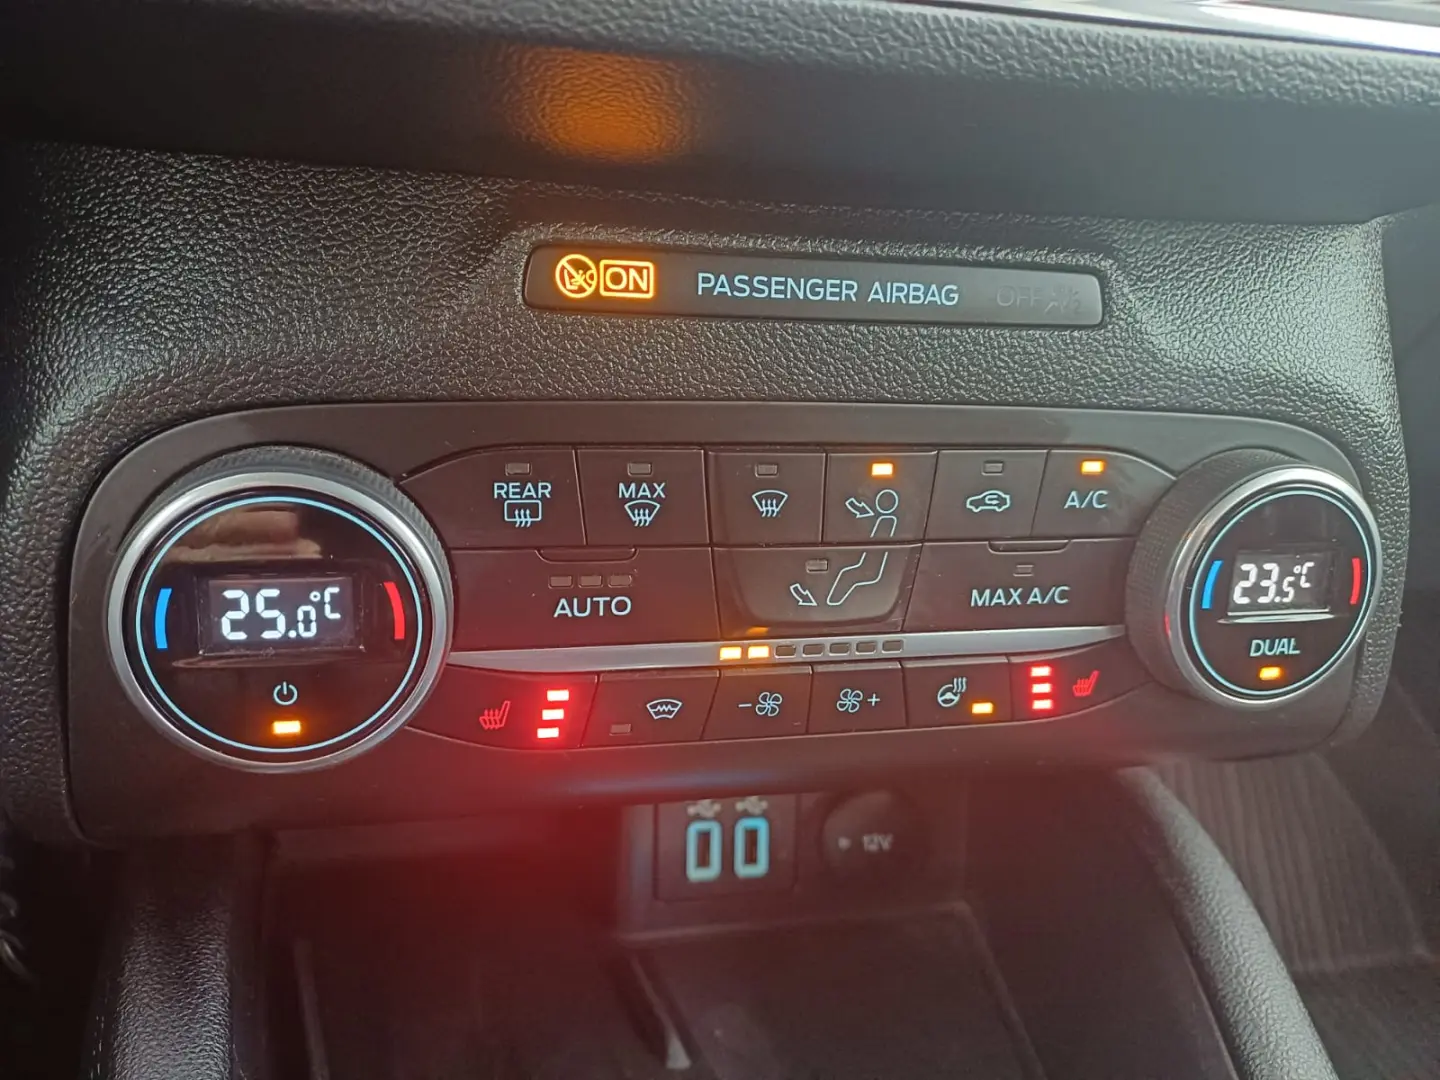 ON PASSENGER AIRBAG OFF
REAR MAX A/C
AUTO MAX A/C
25.0°C 23.5°C
DUAL
- +
12V